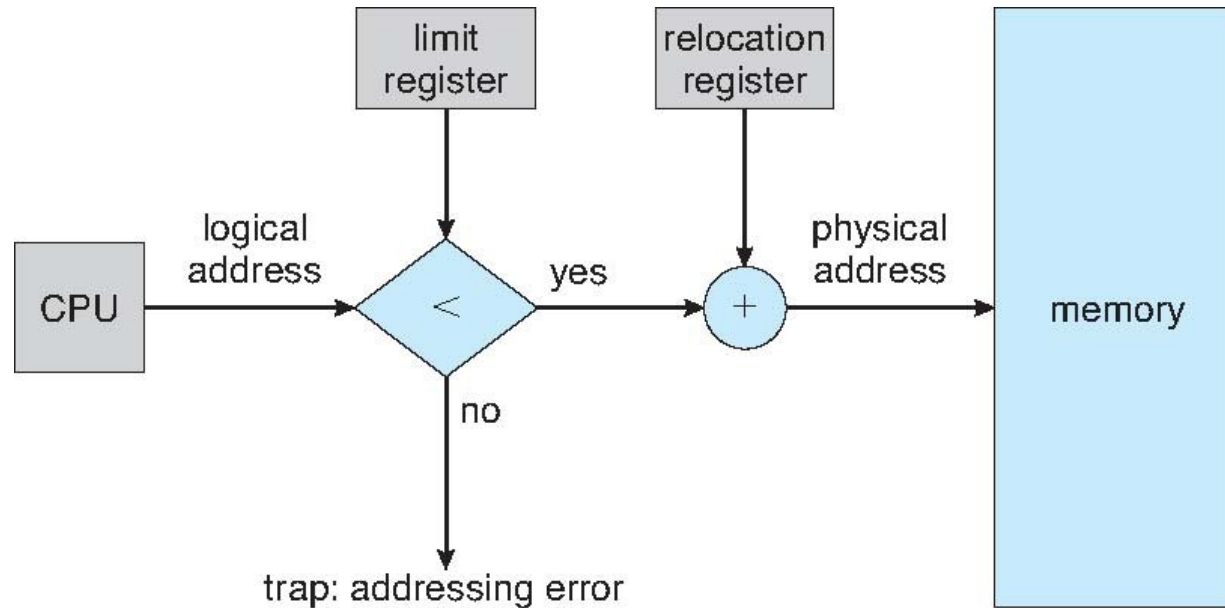 limit
register
relocation
register
logical
address
physical
address
CPU
<
yes
+
memory
no
trap: addressing error